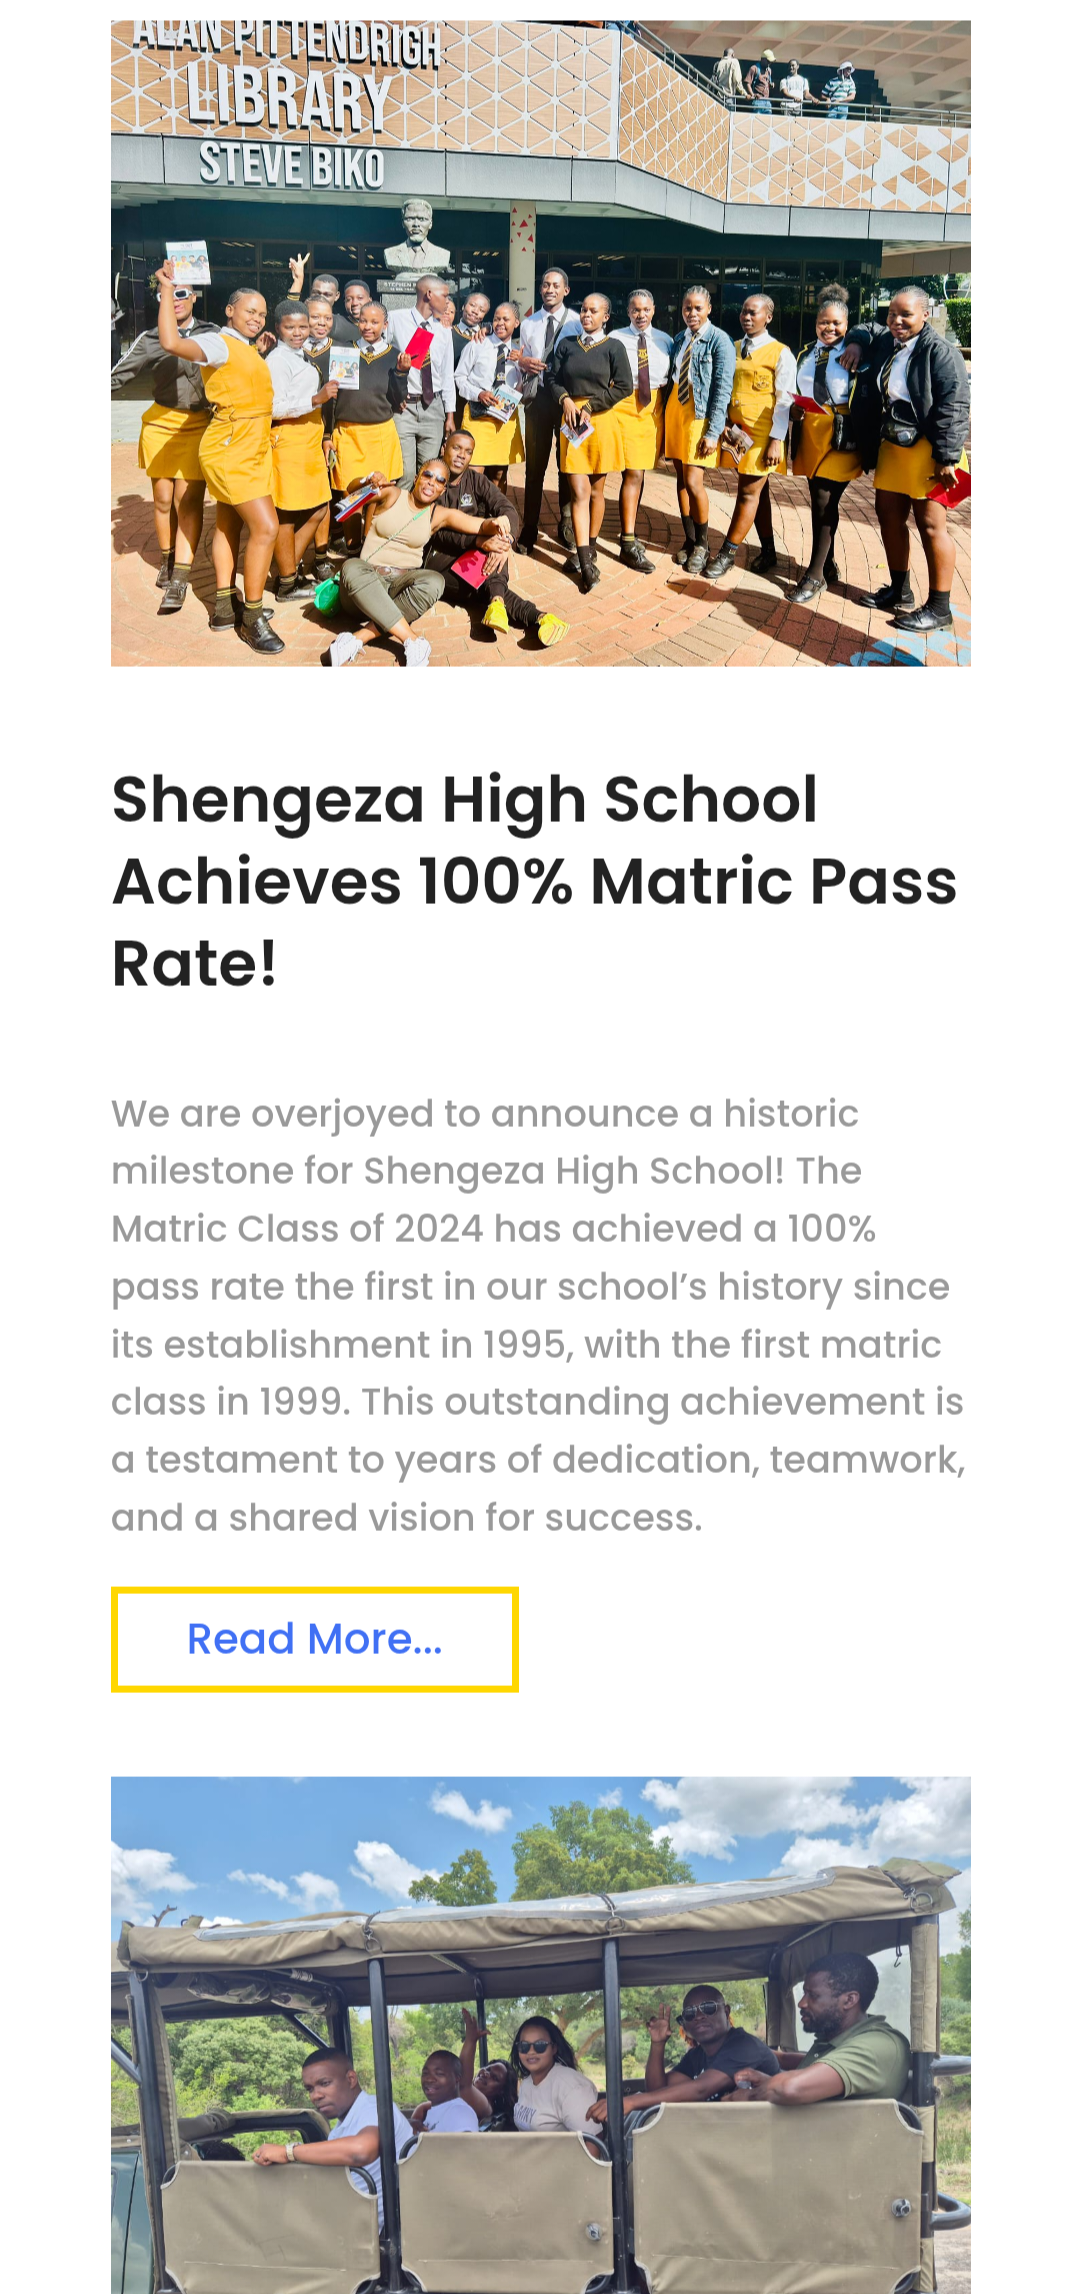 ALAN PITTENDRIGH
LIBRARY
STEVE BIKO
Shengeza High School
Achieves 100% Matric Pass
Rate!
We are overjoyed to announce a historic
milestone for Shengeza High School! The
Matric Class of 2024 has achieved a 100%
pass rate the first in our school’s history since
its establishment in 1995, with the first matric
class in 1999. This outstanding achievement is
a testament to years of dedication, teamwork,
and a shared vision for success.
Read More...